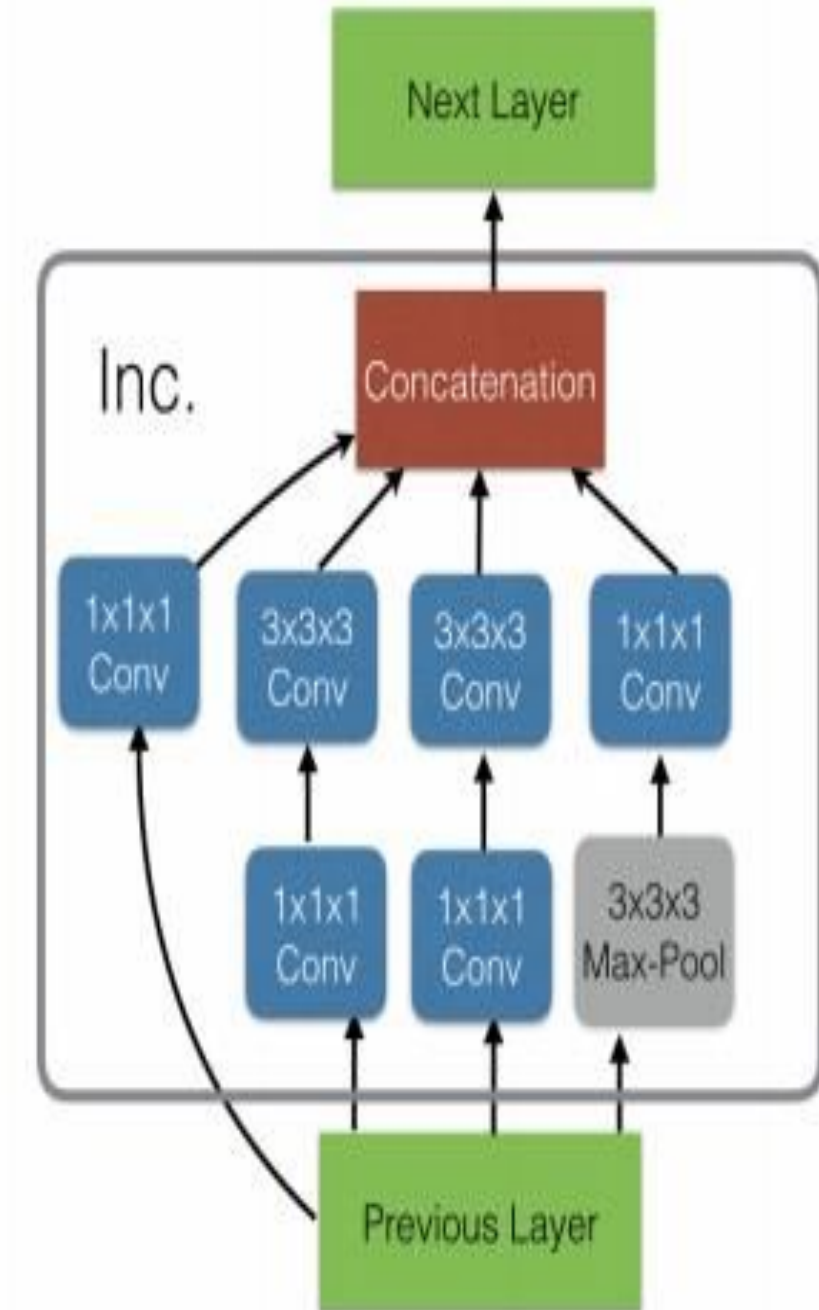 Next Layer
Inc.
Concatenation
1x1x1
Conv
3x3x3
Conv
3x3x3
Conv
1x1x1
Conv
1x1x1
Conv
1x1x1
Conv
3x3x3
Max-Pool
Previous Layer